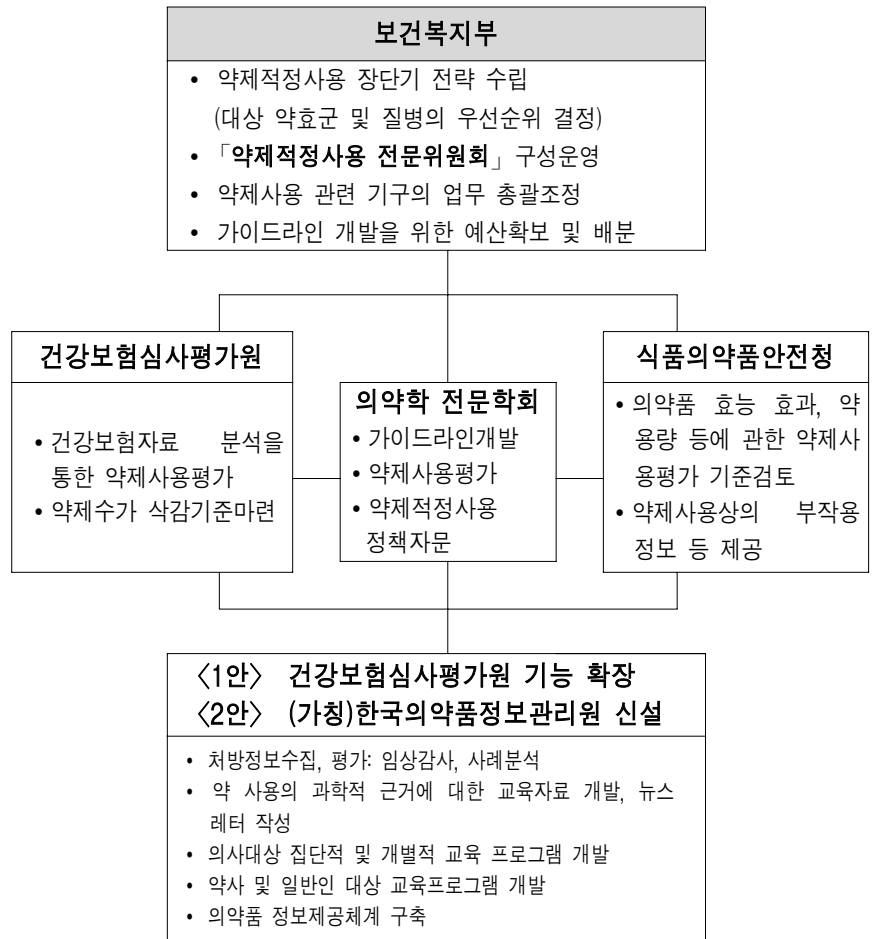 보건복지부
• 약제적정사용 장단기 전략 수립
(대상 약효군 및 질병의 우선순위 결정)
• 「약제적정사용 전문위원회」 구성운영
• 약제사용 관련 기구의 업무 총괄조정
• 가이드라인 개발을 위한 예산확보 및 배분
건강보험심사평가원
• 건강보험자료 분석을
통한 약제사용평가
• 약제수가 삭감기준마련
의약학 전문학회
• 가이드라인개발
• 약제사용평가
• 약제적정사용
정책자문
식품의약품안전청
• 의약품 효능 효과, 약
용량 등에 관한 약제사
용평가 기준검토
• 약제사용상의 부작용
정보 등 제공
〈1안〉 건강보험심사평가원 기능 확장
〈2안〉 (가칭)한국의약품정보관리원 신설
• 처방정보수집, 평가: 임상감사, 사례분석
• 약 사용의 과학적 근거에 대한 교육자료 개발, 뉴스
레터 작성
• 의사대상 집단적 및 개별적 교육 프로그램 개발
• 약사 및 일반인 대상 교육프로그램 개발
• 의약품 정보제공체계 구축